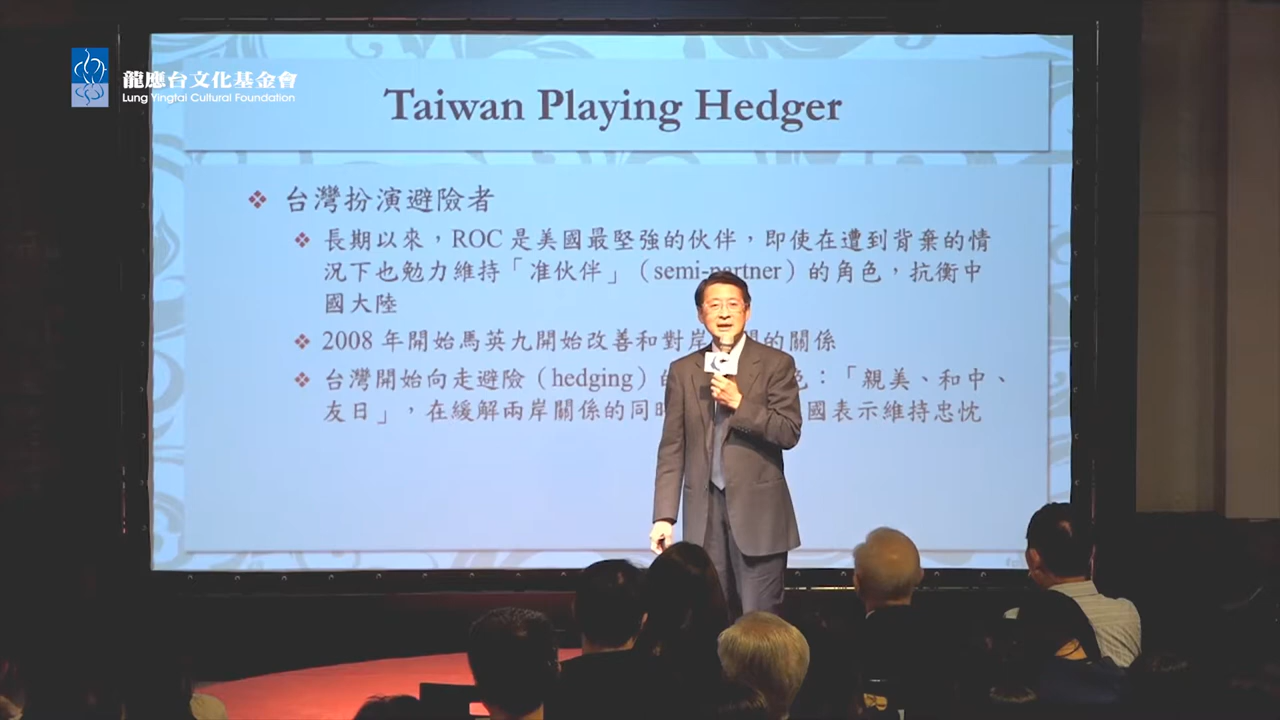 龍應台文化基金會
Lung Yingtai Cultural Foundation
Taiwan Playing Hedger
❖ 台灣扮演避險者
❖ 長期以來，ROC 是美國最堅強的伙伴，即使在遭到背棄的情
況下也勉力維持「准伙伴」（semi-partner）的角色，抗衡中
國大陸
❖ 2008 年開始馬英九開始改善和對岸 的關係
❖ 台灣開始向走避險（hedging）的 ：「親美、和中、
友日」，在緩解兩岸關係的同時 國表示維持忠忱